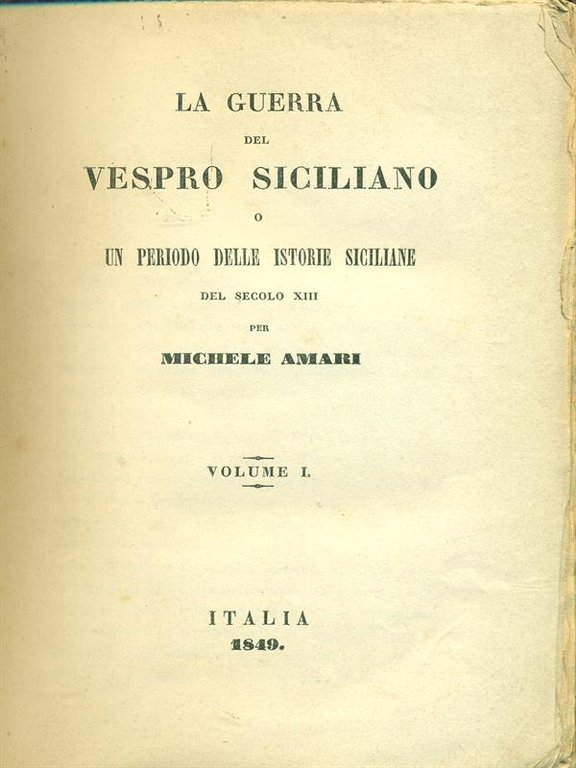 LA GUERRA
DEL
VESPRO SICILIANO
O
UN PERIODO DELLE ISTORIE SICILIANE
DEL SECOLO XIII
PER
MICHELE AMARI
VOLUME I.
ITALIA
1849.